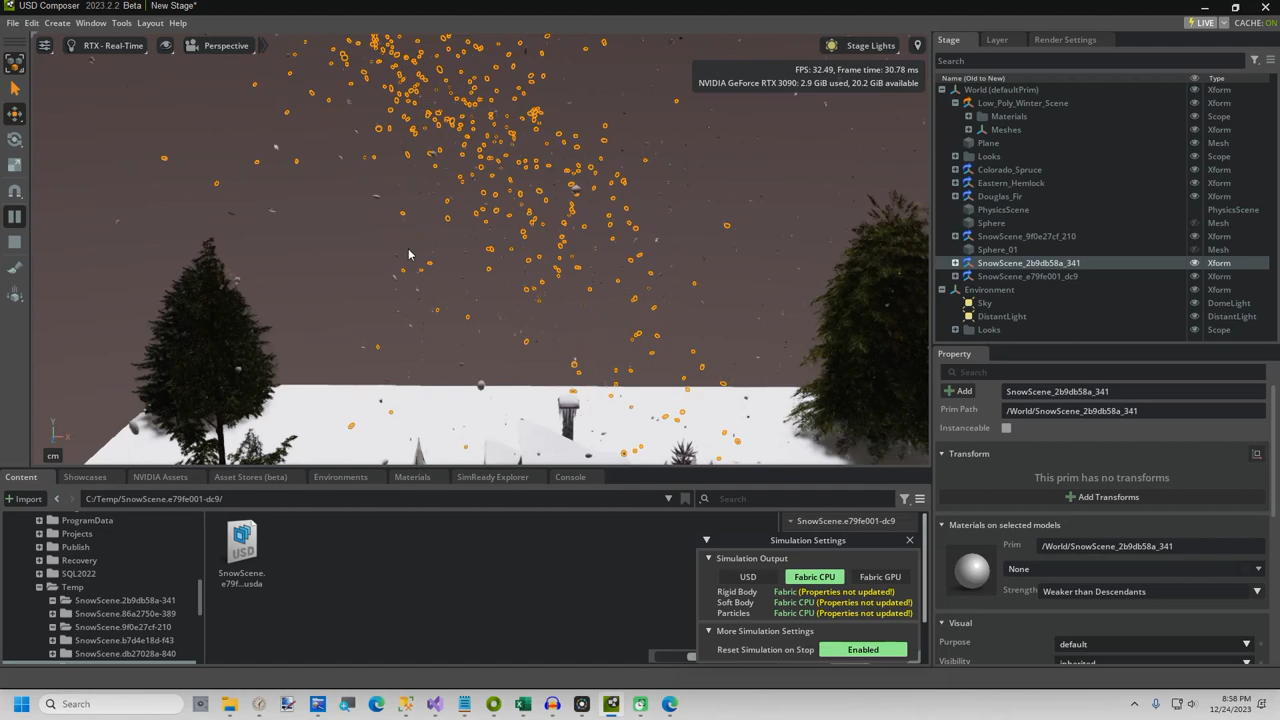 USD Composer 2023.2.2 Beta New Stage*
File Edit Create Window Tools Layout Help
LIVE CACHE: ON
RTX - Real-Time Perspective Stage Lights
FPS: 32.49, Frame time: 30.78 ms
NVIDIA GeForce RTX 3090: 2.9 GiB used, 20.2 GiB available
Y
X
cm
Stage Layer Render Settings
Search
Name (Old to New) Type
World (defaultPrim) Xform
Low_Poly_Winter_Scene Xform
Materials Scope
Meshes Xform
Plane Mesh
Looks Scope
Colorado_Spruce Xform
Eastern_Hemlock Xform
Douglas_Fir Xform
PhysicsScene PhysicsScene
Sphere Mesh
SnowScene_9f0e27cf_210 Xform
Sphere_01 Mesh
SnowScene_2b9db58a_341 Xform
SnowScene_e79fe001_dc9 Xform
Environment Xform
Sky DomeLight
DistantLight DistantLight
Looks Scope
Property
Search
Add SnowScene_2b9db58a_341
Prim Path /World/SnowScene_2b9db58a_341
Instanceable
Transform
This prim has no transforms
Add Transforms
Materials on selected models
Prim /World/SnowScene_2b9db58a_341
None
Strength Weaker than Descendants
Visual
Purpose default
Visibility inherited
Content Showcases NVIDIA Assets Asset Stores (beta) Environments Materials SimReady Explorer Console
Import C:/Temp/SnowScene.e79fe001-dc9/ Search
ProgramData
Projects
Publish
Recovery
SQL2022
Temp
SnowScene.2b9db58a-341
SnowScene.86a2750e-389
SnowScene.9f0e27cf-210
SnowScene.b7d4e18d-f43
SnowScene.db27028a-840
USD
SnowScene.
e79f...usda
SnowScene.e79fe001-dc9
Simulation Settings
Simulation Output
USD Fabric CPU Fabric GPU
Rigid Body Fabric (Properties not updated!)
Soft Body Fabric CPU (Properties not updated!)
Particles Fabric CPU (Properties not updated!)
More Simulation Settings
Reset Simulation on Stop Enabled
Search
8:58 PM
12/24/2023